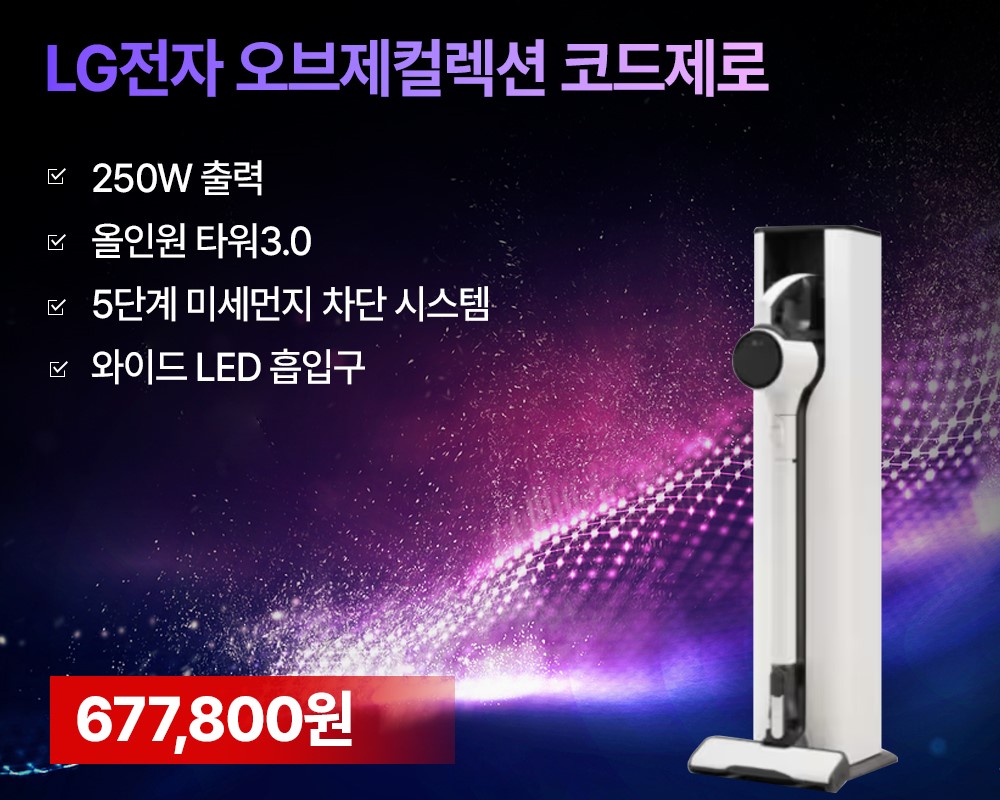 LG전자 오브제컬렉션 코드제로
250W 출력
올인원 타워3.0
5단계 미세먼지 차단 시스템
와이드 LED 흡입구
677,800원